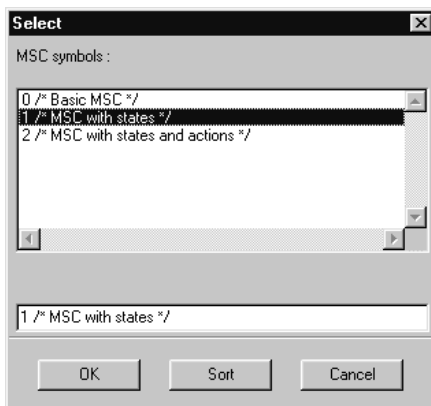 Select
MSC symbols :
0 /* Basic MSC */
1 /* MSC with states */
2 /* MSC with states and actions */
1 /* MSC with states */
OK Sort Cancel